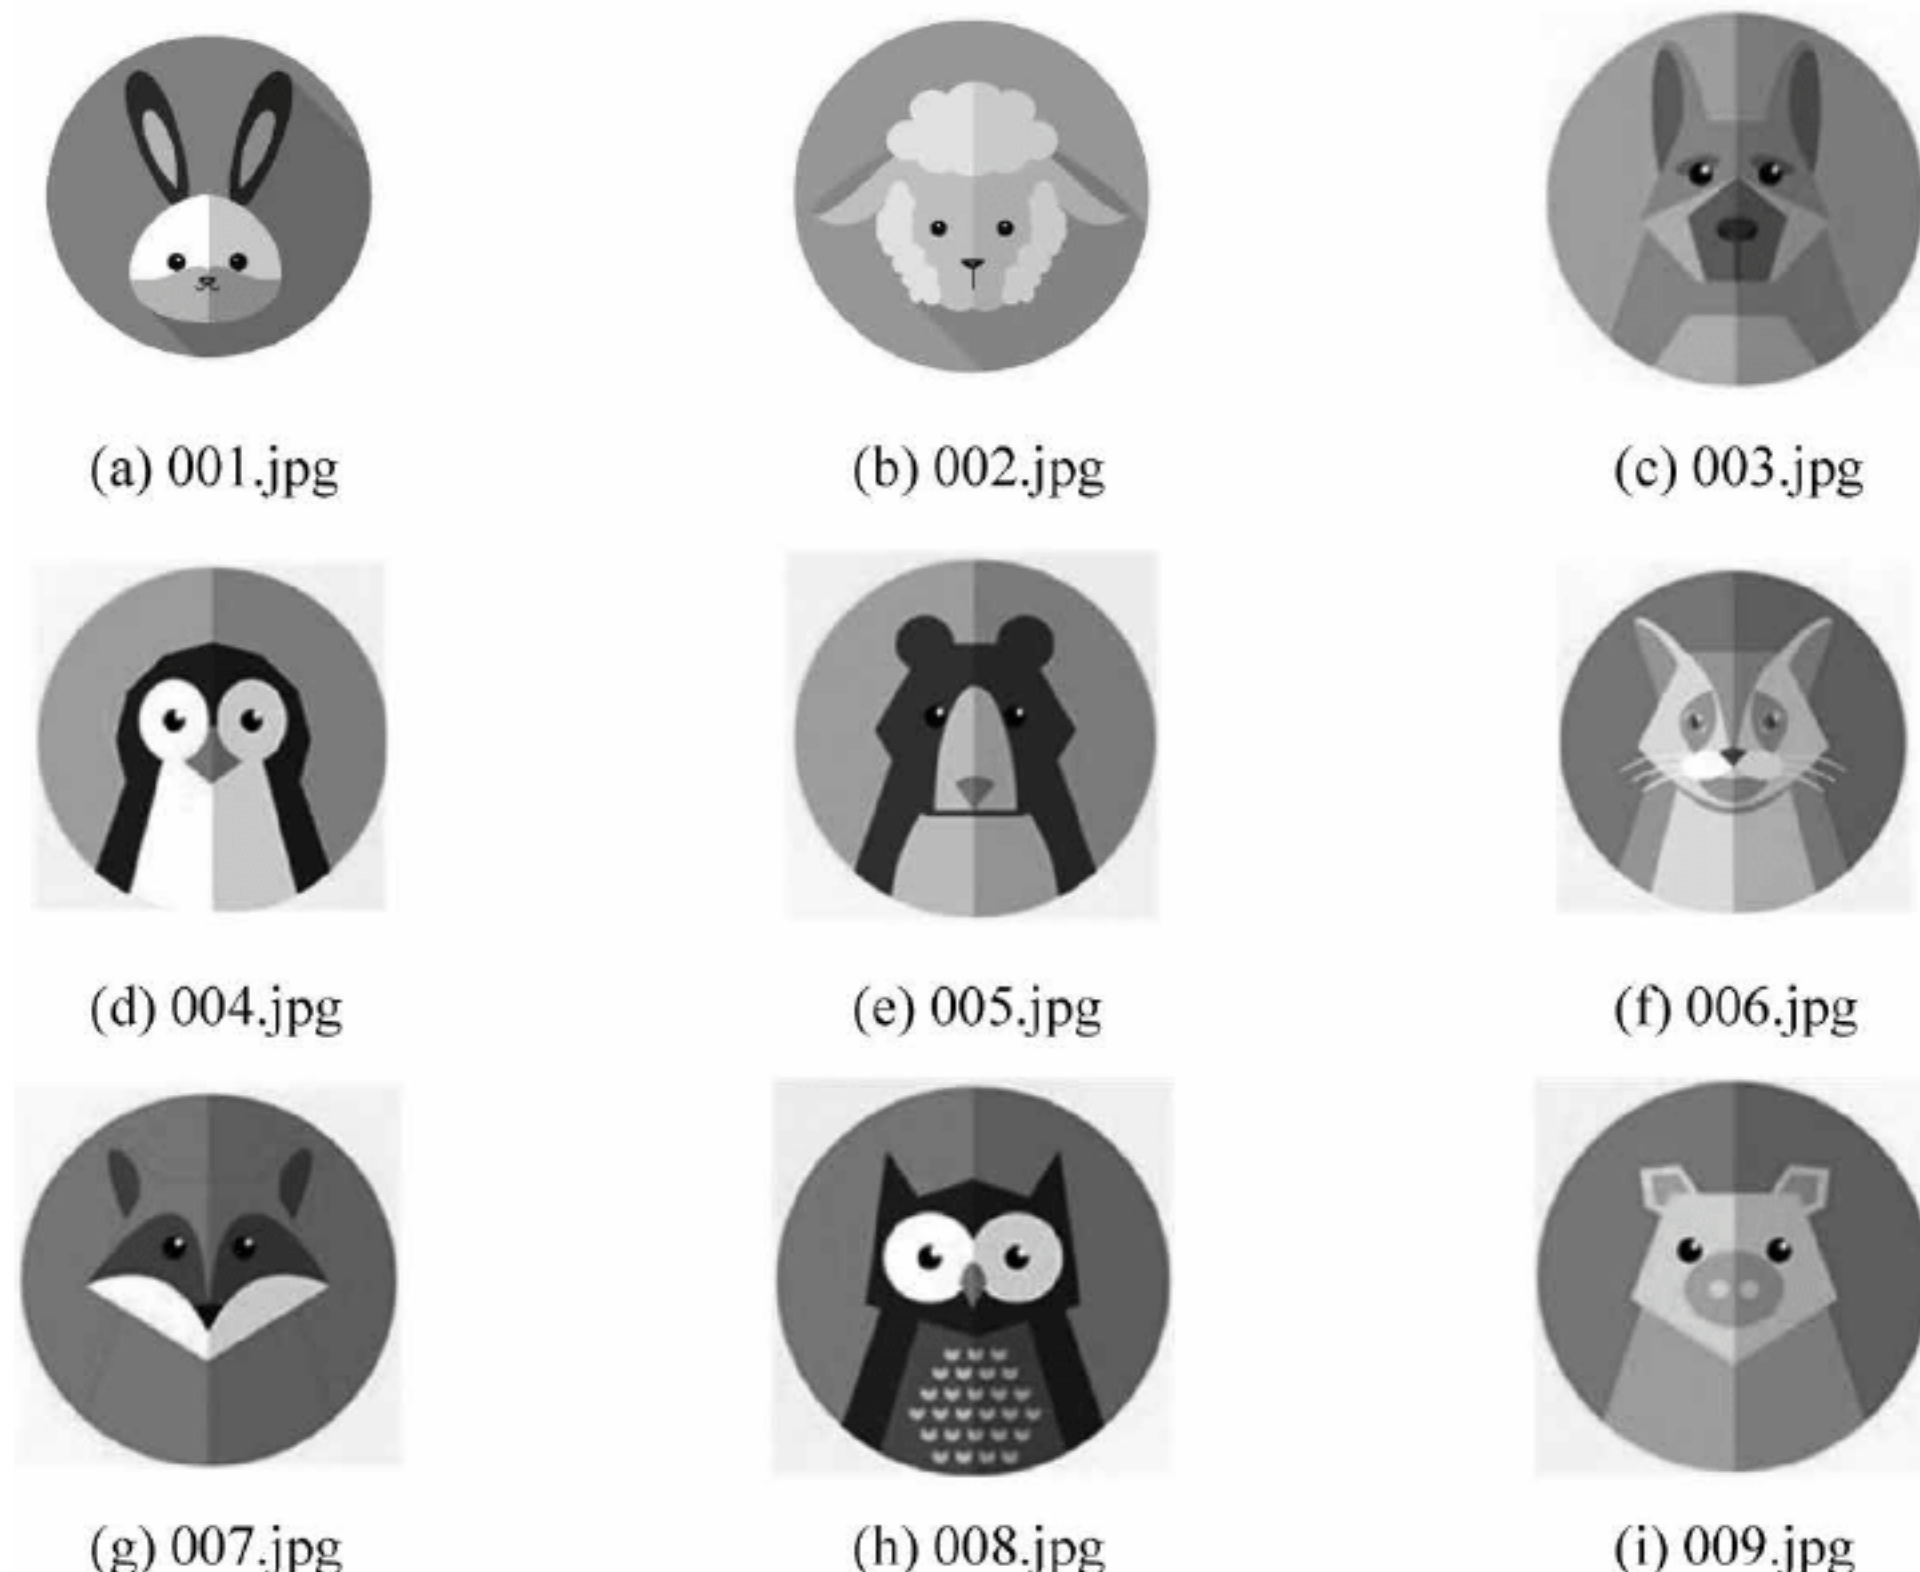 (a) 001.jpg
(b) 002.jpg
(c) 003.jpg
(d) 004.jpg
(e) 005.jpg
(f) 006.jpg
(g) 007.jpg
(h) 008.jpg
(i) 009.jpg